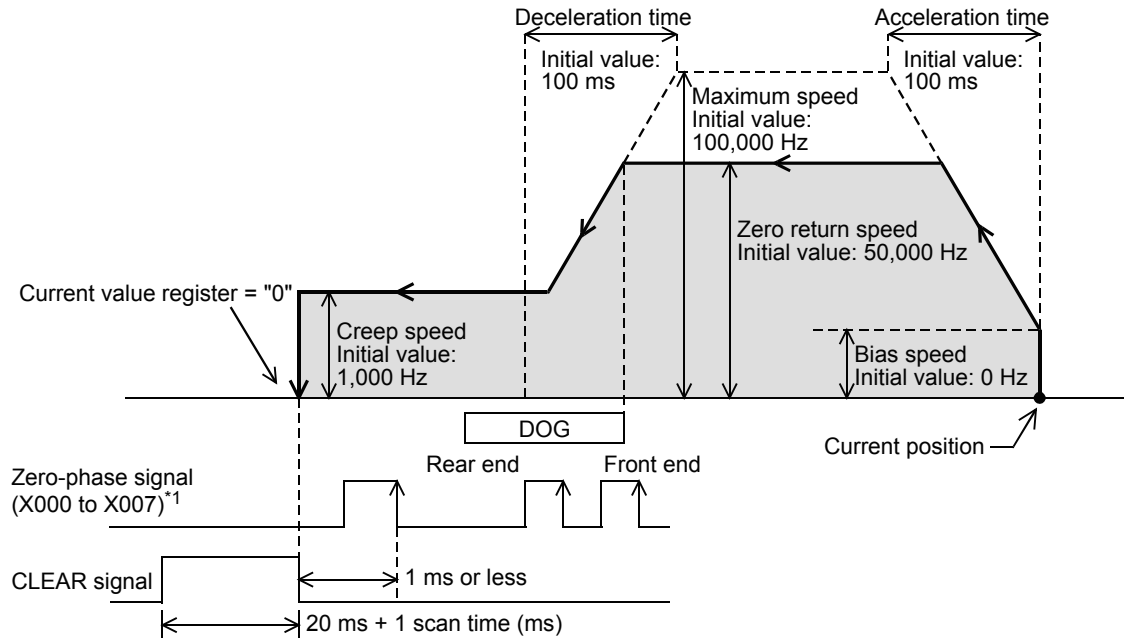 Deceleration time
Initial value:
100 ms
Acceleration time
Initial value:
100 ms
Maximum speed
Initial value:
100,000 Hz
Zero return speed
Initial value: 50,000 Hz
Current value register = "0"
Creep speed
Initial value:
1,000 Hz
Bias speed
Initial value: 0 Hz
DOG
Current position
Rear end
Front end
Zero-phase signal
(X000 to X007)*1
CLEAR signal
1 ms or less
20 ms + 1 scan time (ms)